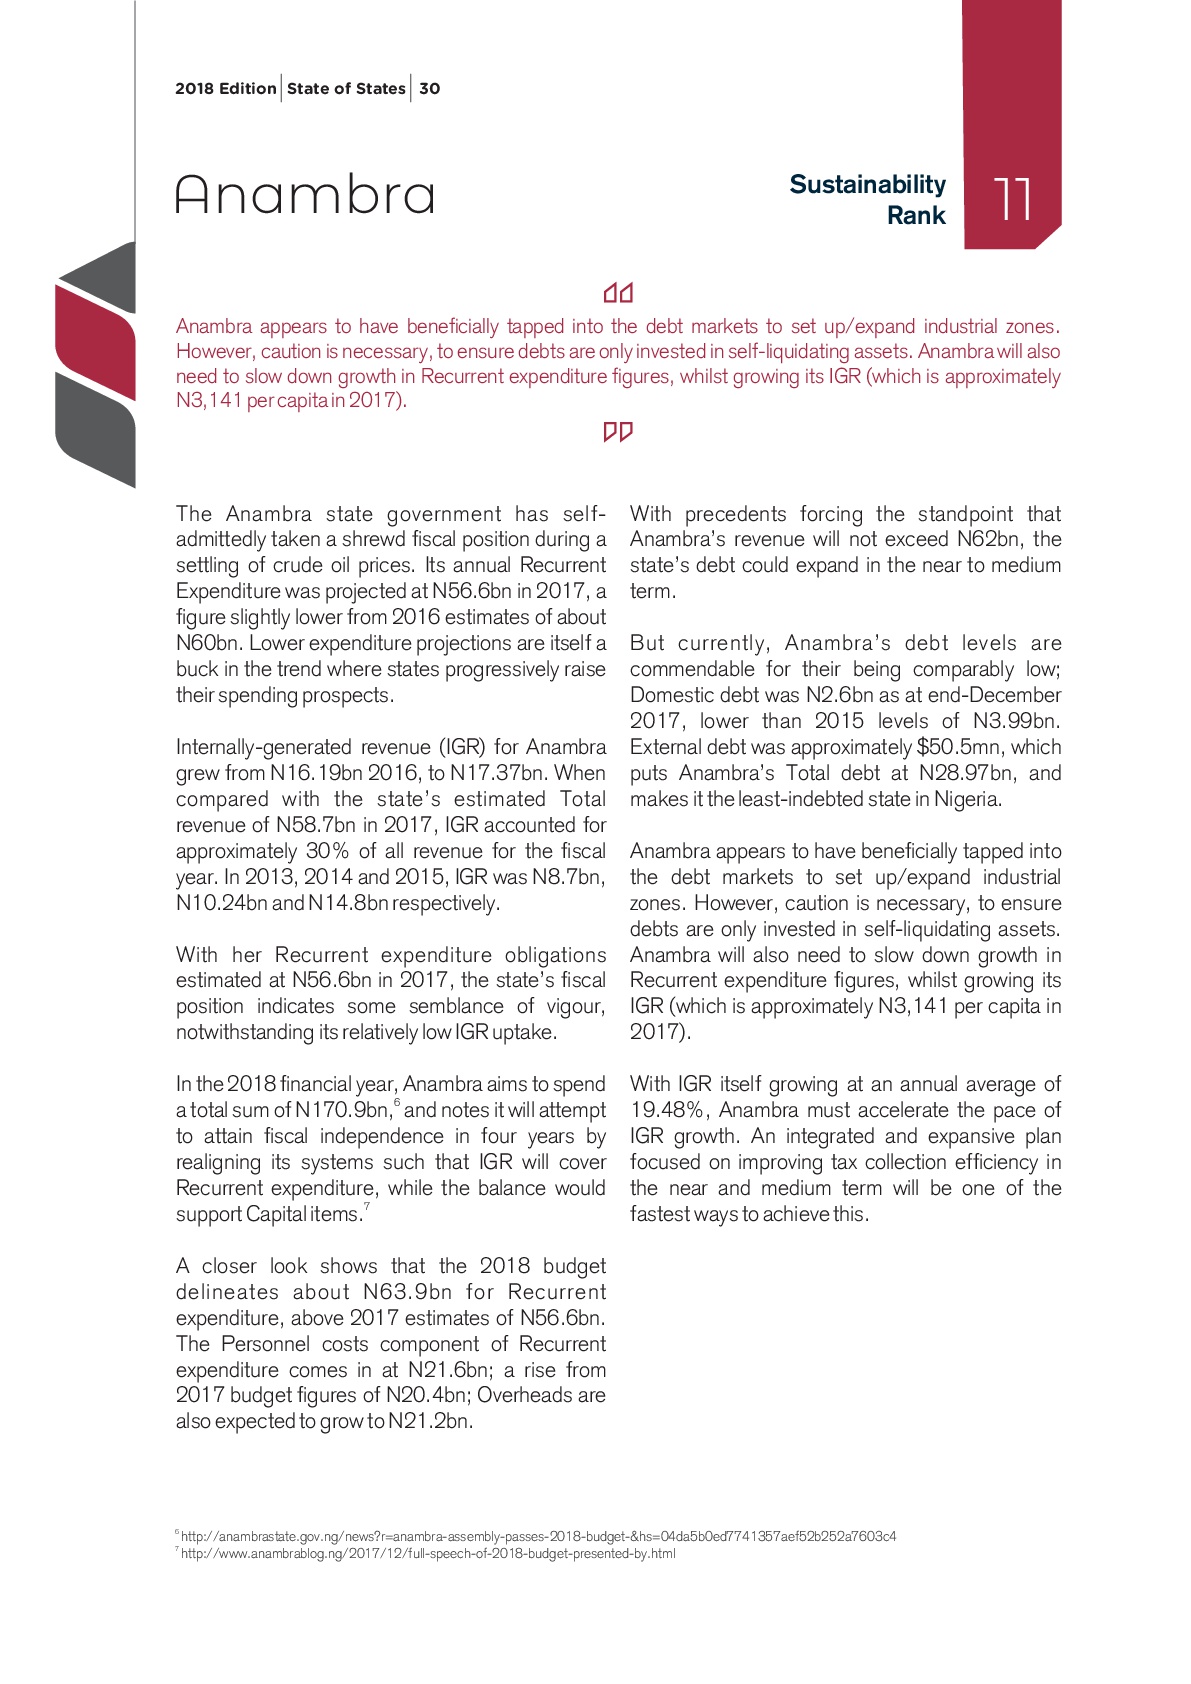 2018 Edition | State of States | 30
Anambra
Sustainability
Rank
11
Anambra appears to have beneficially tapped into the debt markets to set up/expand industrial zones.
However, caution is necessary, to ensure debts are only invested in self-liquidating assets. Anambra will also
need to slow down growth in Recurrent expenditure figures, whilst growing its IGR (which is approximately
N3,141 per capita in 2017).
The Anambra state government has self-
admittedly taken a shrewd fiscal position during a
settling of crude oil prices. Its annual Recurrent
Expenditure was projected at N56.6bn in 2017, a
figure slightly lower from 2016 estimates of about
N60bn. Lower expenditure projections are itself a
buck in the trend where states progressively raise
their spending prospects.
Internally-generated revenue (IGR) for Anambra
grew from N16.19bn 2016, to N17.37bn. When
compared with the state's estimated Total
revenue of N58.7bn in 2017, IGR accounted for
approximately 30% of all revenue for the fiscal
year. In 2013, 2014 and 2015, IGR was N8.7bn,
N10.24bn and N14.8bn respectively.
With her Recurrent expenditure obligations
estimated at N56.6bn in 2017, the state's fiscal
position indicates some semblance of vigour,
notwithstanding its relatively low IGR uptake.
In the 2018 financial year, Anambra aims to spend
a total sum of N170.9bn,⁶ and notes it will attempt
to attain fiscal independence in four years by
realigning its systems such that IGR will cover
Recurrent expenditure, while the balance would
support Capital items.⁷
A closer look shows that the 2018 budget
delineates about N63.9bn for Recurrent
expenditure, above 2017 estimates of N56.6bn.
The Personnel costs component of Recurrent
expenditure comes in at N21.6bn; a rise from
2017 budget figures of N20.4bn; Overheads are
also expected to grow to N21.2bn.
With precedents forcing the standpoint that
Anambra's revenue will not exceed N62bn, the
state's debt could expand in the near to medium
term.
But currently, Anambra's debt levels are
commendable for their being comparably low;
Domestic debt was N2.6bn as at end-December
2017, lower than 2015 levels of N3.99bn.
External debt was approximately $50.5mn, which
puts Anambra's Total debt at N28.97bn, and
makes it the least-indebted state in Nigeria.
Anambra appears to have beneficially tapped into
the debt markets to set up/expand industrial
zones. However, caution is necessary, to ensure
debts are only invested in self-liquidating assets.
Anambra will also need to slow down growth in
Recurrent expenditure figures, whilst growing its
IGR (which is approximately N3,141 per capita in
2017).
With IGR itself growing at an annual average of
19.48%, Anambra must accelerate the pace of
IGR growth. An integrated and expansive plan
focused on improving tax collection efficiency in
the near and medium term will be one of the
fastest ways to achieve this.
⁶ http://anambrastate.gov.ng/news?r=anambra-assembly-passes-2018-budget-&hs=04da5b0ed7741357aef52b252a7603c4
⁷ http://www.anambrablog.ng/2017/12/full-speech-of-2018-budget-presented-by.html